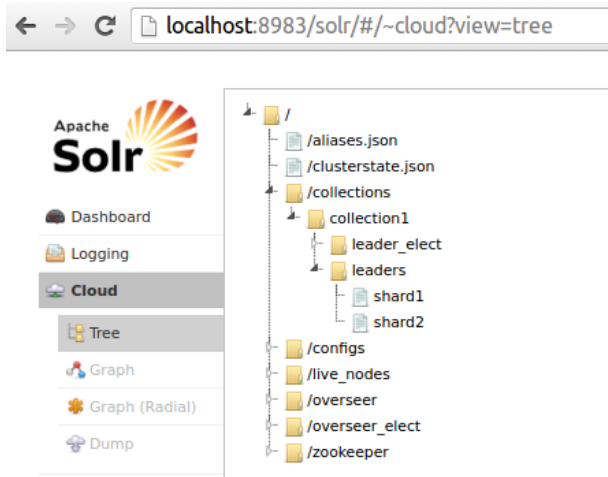 localhost:8983/solr/#/~cloud?view=tree
Apache
Solr
Dashboard
Logging
Cloud
Tree
Graph
Graph (Radial)
Dump
/
/aliases.json
/clusterstate.json
/collections
collection1
leader_elect
leaders
shard1
shard2
/configs
/live_nodes
/overseer
/overseer_elect
/zookeeper